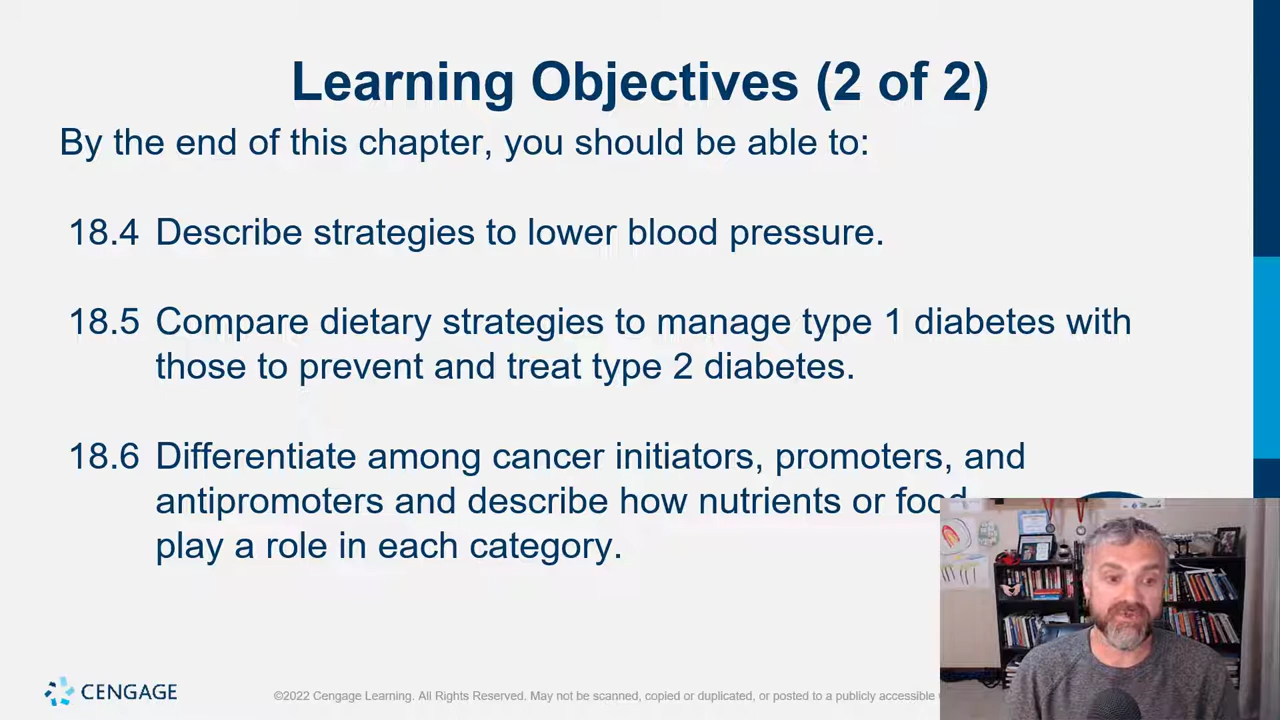 Learning Objectives (2 of 2)
By the end of this chapter, you should be able to:
18.4 Describe strategies to lower blood pressure.
18.5 Compare dietary strategies to manage type 1 diabetes with
those to prevent and treat type 2 diabetes.
18.6 Differentiate among cancer initiators, promoters, and
antipromoters and describe how nutrients or food
play a role in each category.
CENGAGE
©2022 Cengage Learning. All Rights Reserved. May not be scanned, copied or duplicated, or posted to a publicly accessible